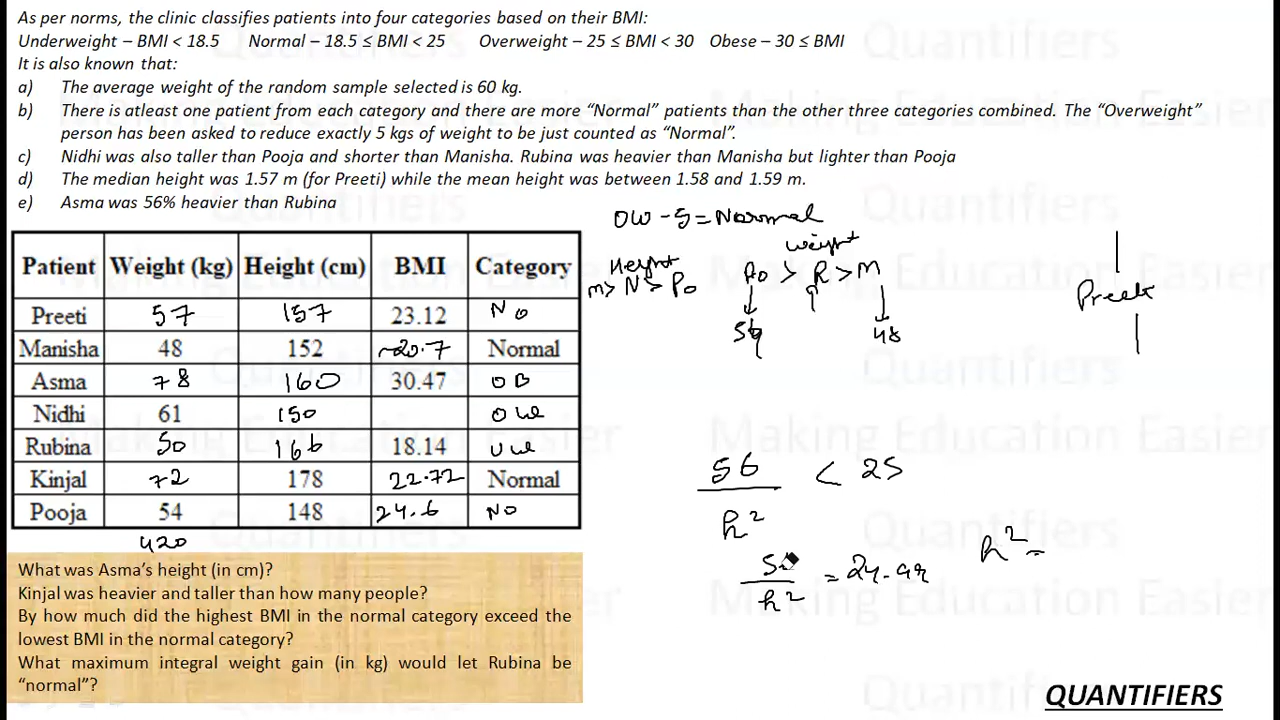 As per norms, the clinic classifies patients into four categories based on their BMI:
Underweight – BMI < 18.5 Normal – 18.5 ≤ BMI < 25 Overweight – 25 ≤ BMI < 30 Obese – 30 ≤ BMI
It is also known that:
a) The average weight of the random sample selected is 60 kg.
b) There is atleast one patient from each category and there are more “Normal” patients than the other three categories combined. The “Overweight”
person has been asked to reduce exactly 5 kgs of weight to be just counted as “Normal”.
c) Nidhi was also taller than Pooja and shorter than Manisha. Rubina was heavier than Manisha but lighter than Pooja
d) The median height was 1.57 m (for Preeti) while the mean height was between 1.58 and 1.59 m.
e) Asma was 56% heavier than Rubina
OW - 5 = Normal
weight
Height
M > N > Po
Po > R > M
54
48
Preeti
Patient Weight (kg) Height (cm) BMI Category
Preeti 57 157 23.12 No
Manisha 48 152 ~20.7 Normal
Asma 78 160 30.47 OB
Nidhi 61 150 Owe
Rubina 50 166 18.14 Uwe
Kinjal 72 178 22.72 Normal
Pooja 54 148 24.6 No
420
56 < 25
h²
= 24.98
h² =
h²
What was Asma’s height (in cm)?
Kinjal was heavier and taller than how many people?
By how much did the highest BMI in the normal category exceed the
lowest BMI in the normal category?
What maximum integral weight gain (in kg) would let Rubina be
“normal”?
QUANTIFIERS
Quantifiers
Making Education Easier